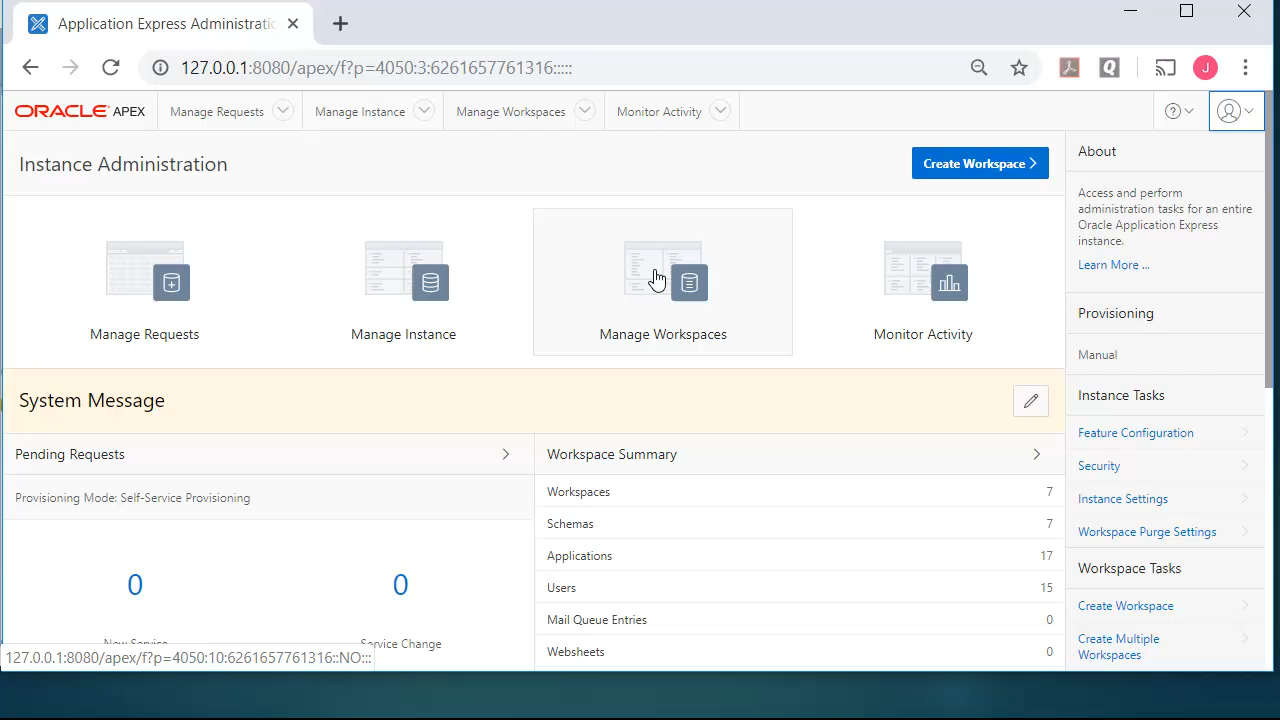 Application Express Administratic
127.0.0.1:8080/apex/f?p=4050:3:6261657761316:::::
J
ORACLE APEX
Manage Requests
Manage Instance
Manage Workspaces
Monitor Activity
Instance Administration
Create Workspace
Manage Requests
Manage Instance
Manage Workspaces
Monitor Activity
System Message
Pending Requests
Provisioning Mode: Self-Service Provisioning
0
0
New Service
Service Change
Workspace Summary
Workspaces 7
Schemas 7
Applications 17
Users 15
Mail Queue Entries 0
Websheets 0
About
Access and perform
administration tasks for an entire
Oracle Application Express
instance.
Learn More ...
Provisioning
Manual
Instance Tasks
Feature Configuration
Security
Instance Settings
Workspace Purge Settings
Workspace Tasks
Create Workspace
Create Multiple
Workspaces
127.0.0.1:8080/apex/f?p=4050:10:6261657761316::NO:::